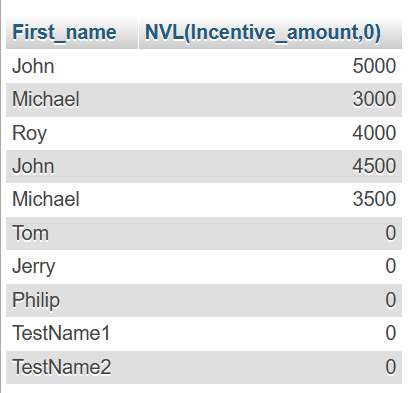 First_name NVL(Incentive_amount,0)
John 5000
Michael 3000
Roy 4000
John 4500
Michael 3500
Tom 0
Jerry 0
Philip 0
TestName1 0
TestName2 0